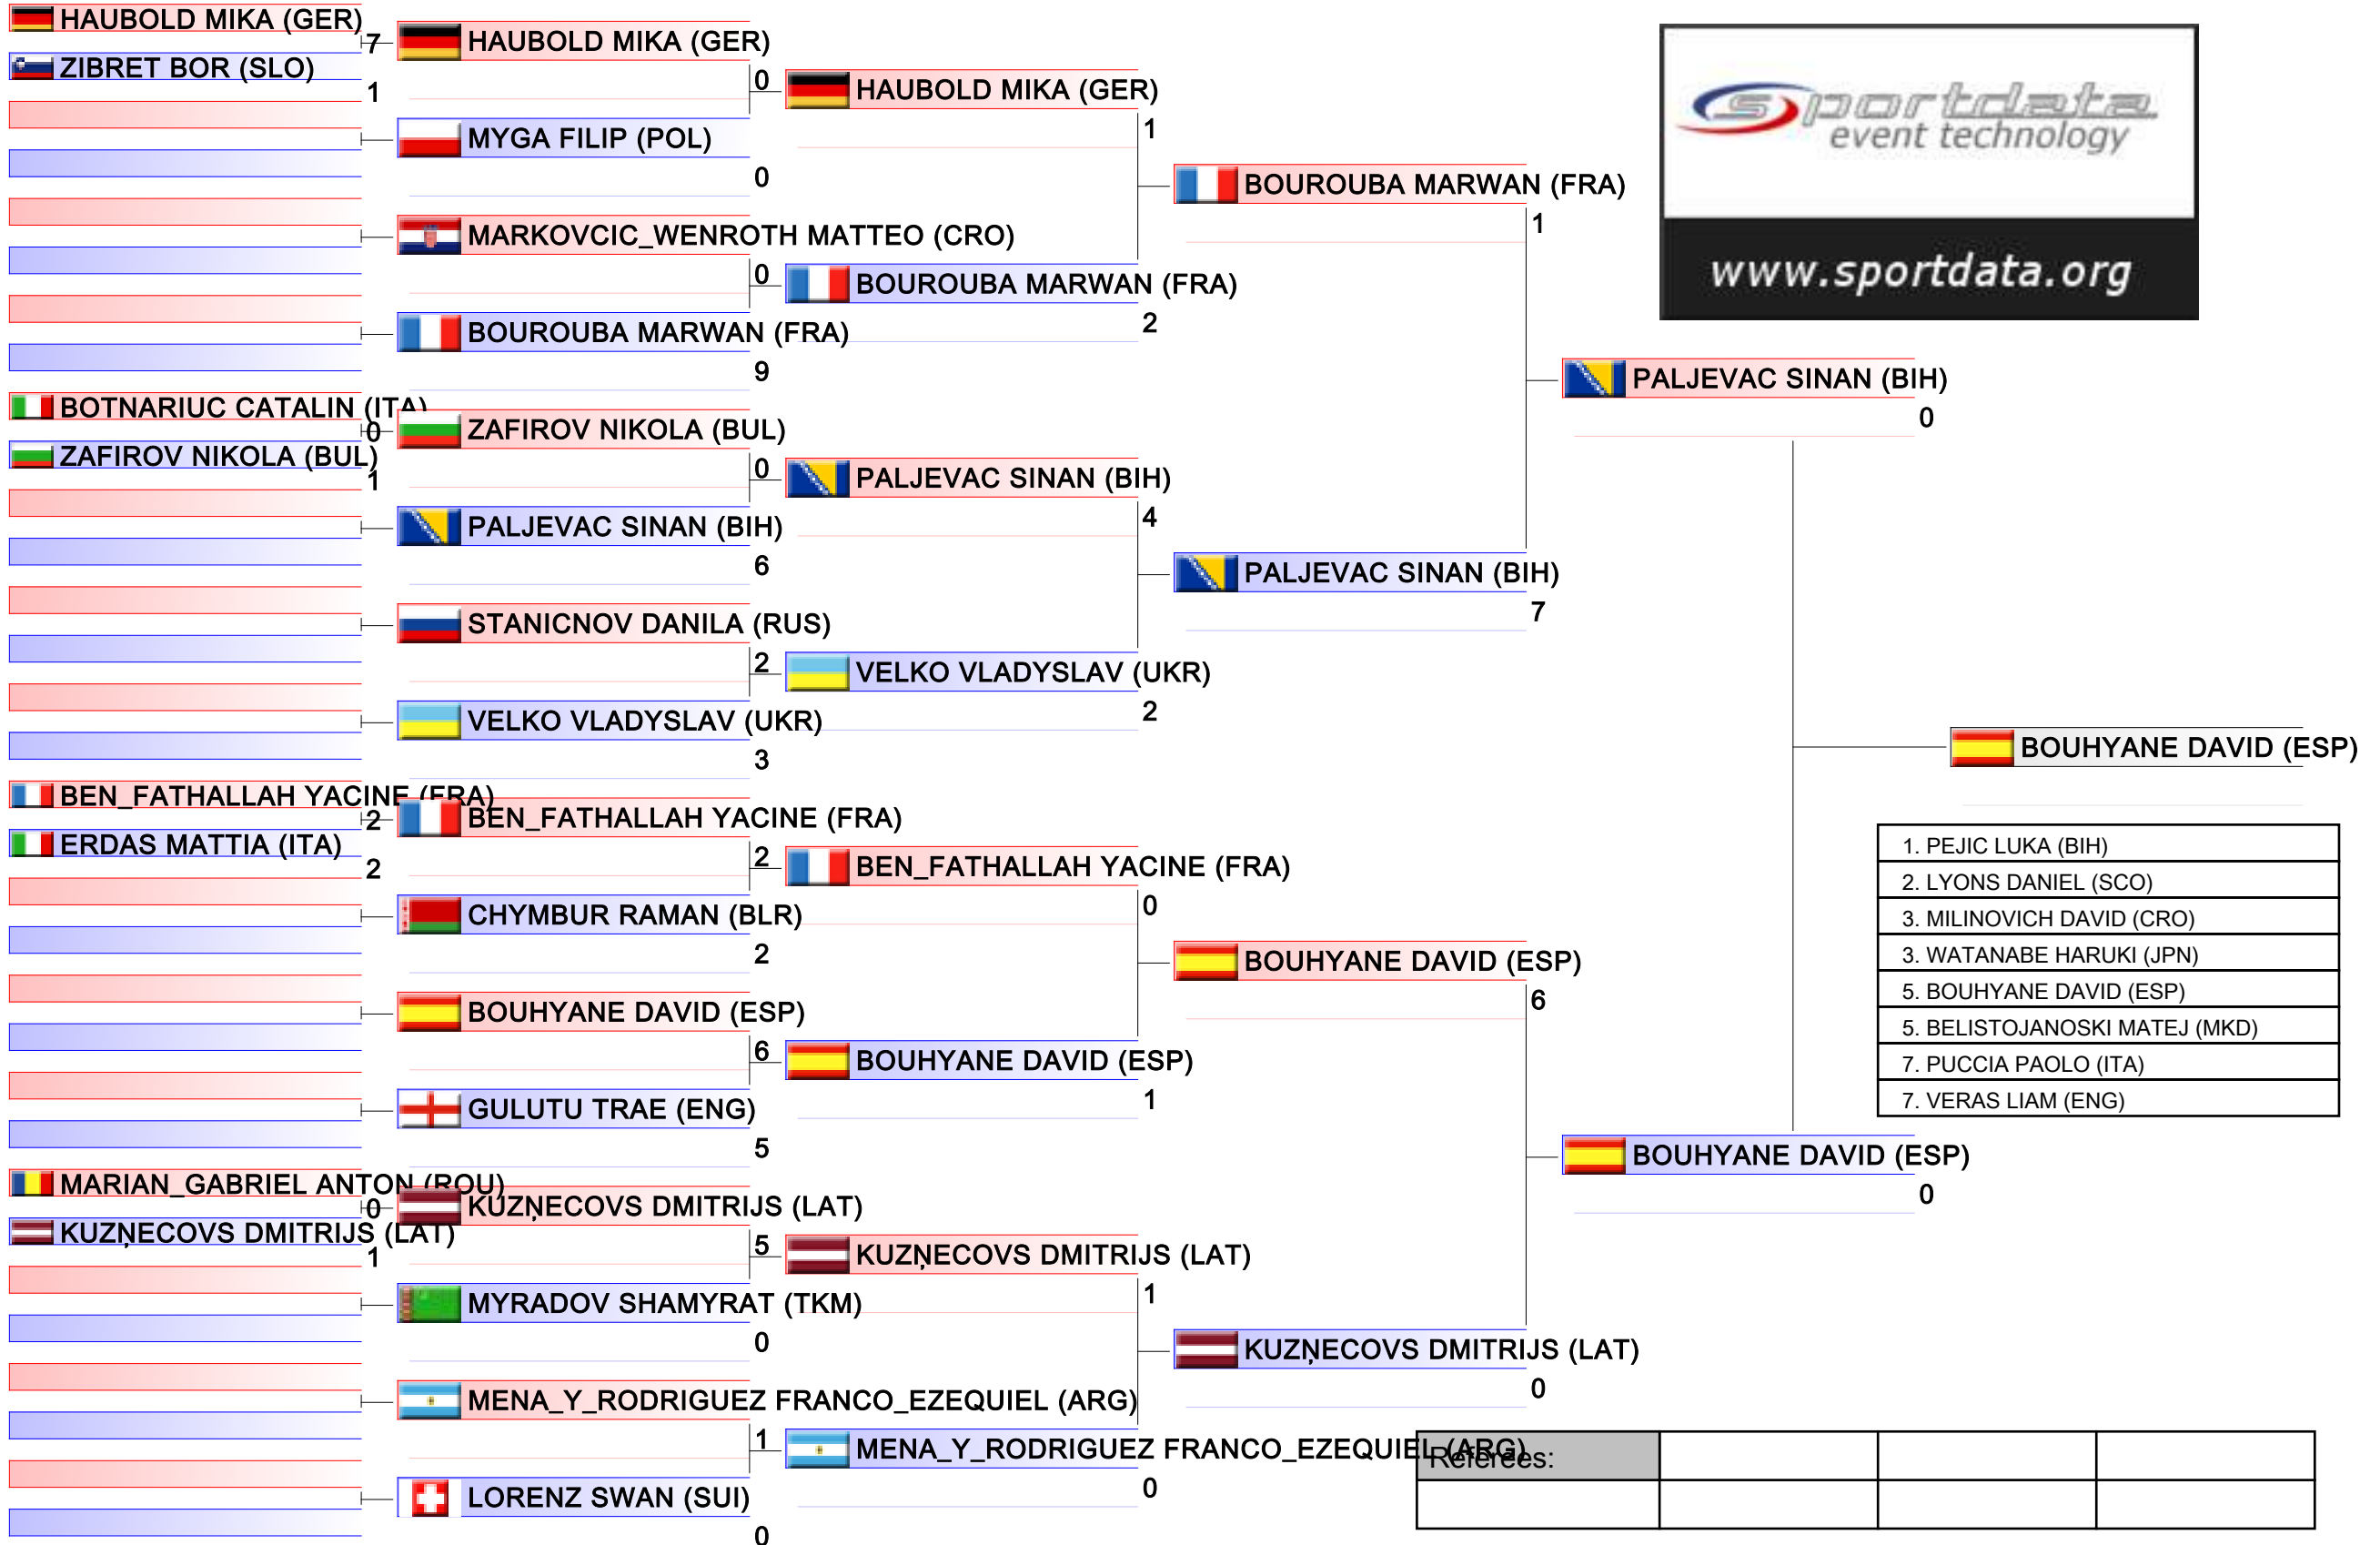 HAUBOLD MIKA (GER)
7
ZIBRET BOR (SLO)
1
BOTNARIUC CATALIN (ITA)
0
ZAFIROV NIKOLA (BUL)
1
BEN_FATHALLAH YACINE (FRA)
2
ERDAS MATTIA (ITA)
2
MARIAN_GABRIEL ANTON (ROU)
0
KUZŅECOVS DMITRIJS (LAT)
1
HAUBOLD MIKA (GER)
0
MYGA FILIP (POL)
0
MARKOVCIC_WENROTH MATTEO (CRO)
0
BOUROUBA MARWAN (FRA)
9
ZAFIROV NIKOLA (BUL)
0
PALJEVAC SINAN (BIH)
6
STANICNOV DANILA (RUS)
2
VELKO VLADYSLAV (UKR)
3
BEN_FATHALLAH YACINE (FRA)
2
CHYMBUR RAMAN (BLR)
2
BOUHYANE DAVID (ESP)
6
GULUTU TRAE (ENG)
5
KUZŅECOVS DMITRIJS (LAT)
5
MYRADOV SHAMYRAT (TKM)
0
MENA_Y_RODRIGUEZ FRANCO_EZEQUIEL (ARG)
1
LORENZ SWAN (SUI)
0
HAUBOLD MIKA (GER)
1
BOUROUBA MARWAN (FRA)
2
PALJEVAC SINAN (BIH)
4
VELKO VLADYSLAV (UKR)
2
BEN_FATHALLAH YACINE (FRA)
0
BOUHYANE DAVID (ESP)
1
KUZŅECOVS DMITRIJS (LAT)
1
MENA_Y_RODRIGUEZ FRANCO_EZEQUIEL (ARG)
0
BOUROUBA MARWAN (FRA)
1
PALJEVAC SINAN (BIH)
7
BOUHYANE DAVID (ESP)
6
KUZŅECOVS DMITRIJS (LAT)
0
PALJEVAC SINAN (BIH)
0
BOUHYANE DAVID (ESP)
0
BOUHYANE DAVID (ESP)
sportdata
event technology
www.sportdata.org
1. PEJIC LUKA (BIH)
2. LYONS DANIEL (SCO)
3. MILINOVICH DAVID (CRO)
3. WATANABE HARUKI (JPN)
5. BOUHYANE DAVID (ESP)
5. BELISTOJANOSKI MATEJ (MKD)
7. PUCCIA PAOLO (ITA)
7. VERAS LIAM (ENG)
Referees: